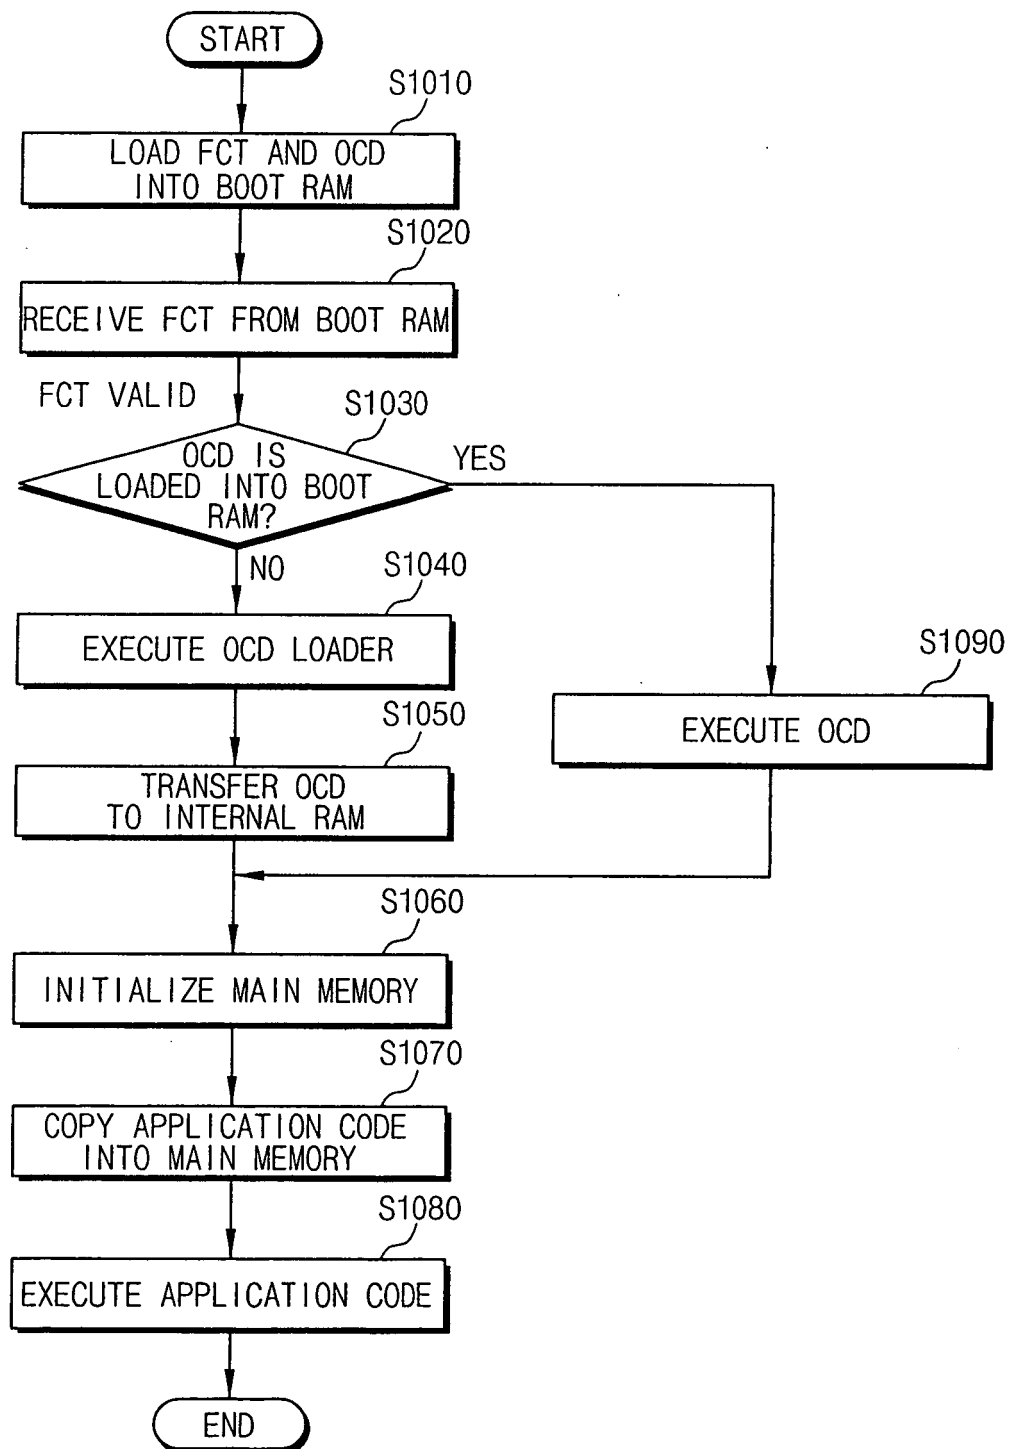 START
S1010
LOAD FCT AND OCD
INTO BOOT RAM
S1020
RECEIVE FCT FROM BOOT RAM
FCT VALID
S1030
OCD IS
LOADED INTO BOOT
RAM?
YES
NO
S1040
EXECUTE OCD LOADER
S1090
EXECUTE OCD
S1050
TRANSFER OCD
TO INTERNAL RAM
S1060
INITIALIZE MAIN MEMORY
S1070
COPY APPLICATION CODE
INTO MAIN MEMORY
S1080
EXECUTE APPLICATION CODE
END